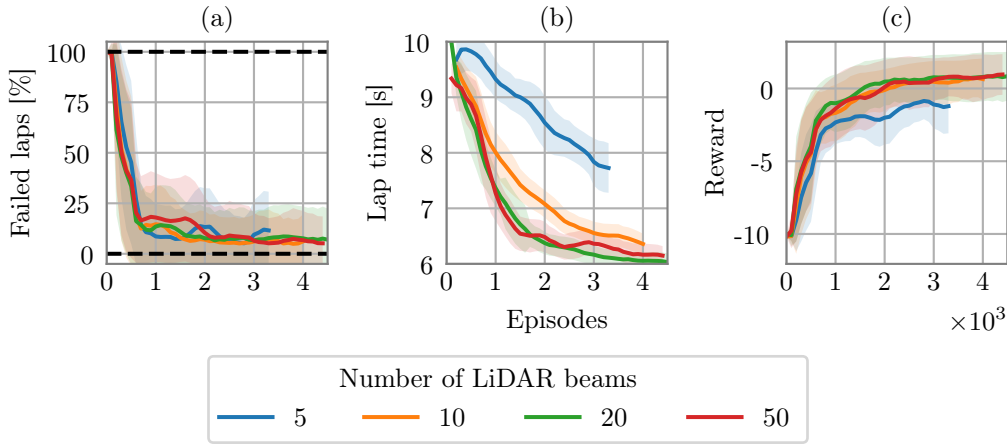 (a) (b) (c)
Failed laps [%]
100
75
50
25
0
0 1 2 3 4
Lap time [s]
10
9
8
7
6
0 1 2 3 4
Episodes
Reward
0
-5
-10
0 1 2 3 4
×10³
Number of LiDAR beams
5 10 20 50